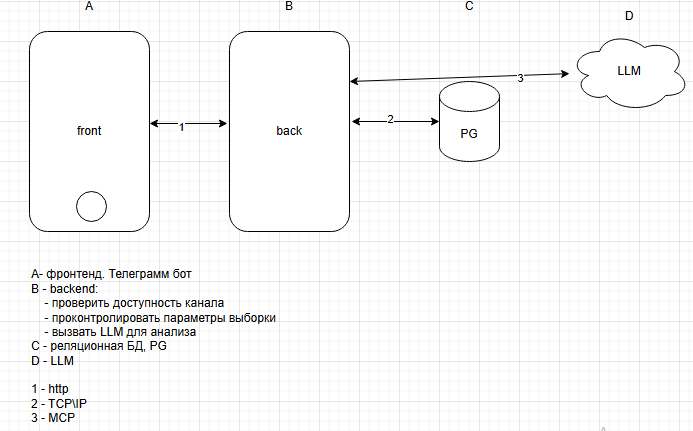 A
B
C
D
front
1
back
2
PG
3
LLM
A- фронтенд. Телеграмм бот
B - backend:
- проверить доступность канала
- проконтролировать параметры выборки
- вызвать LLM для анализа
C - реляционная БД, PG
D - LLM
1 - http
2 - TCP\IP
3 - MCP